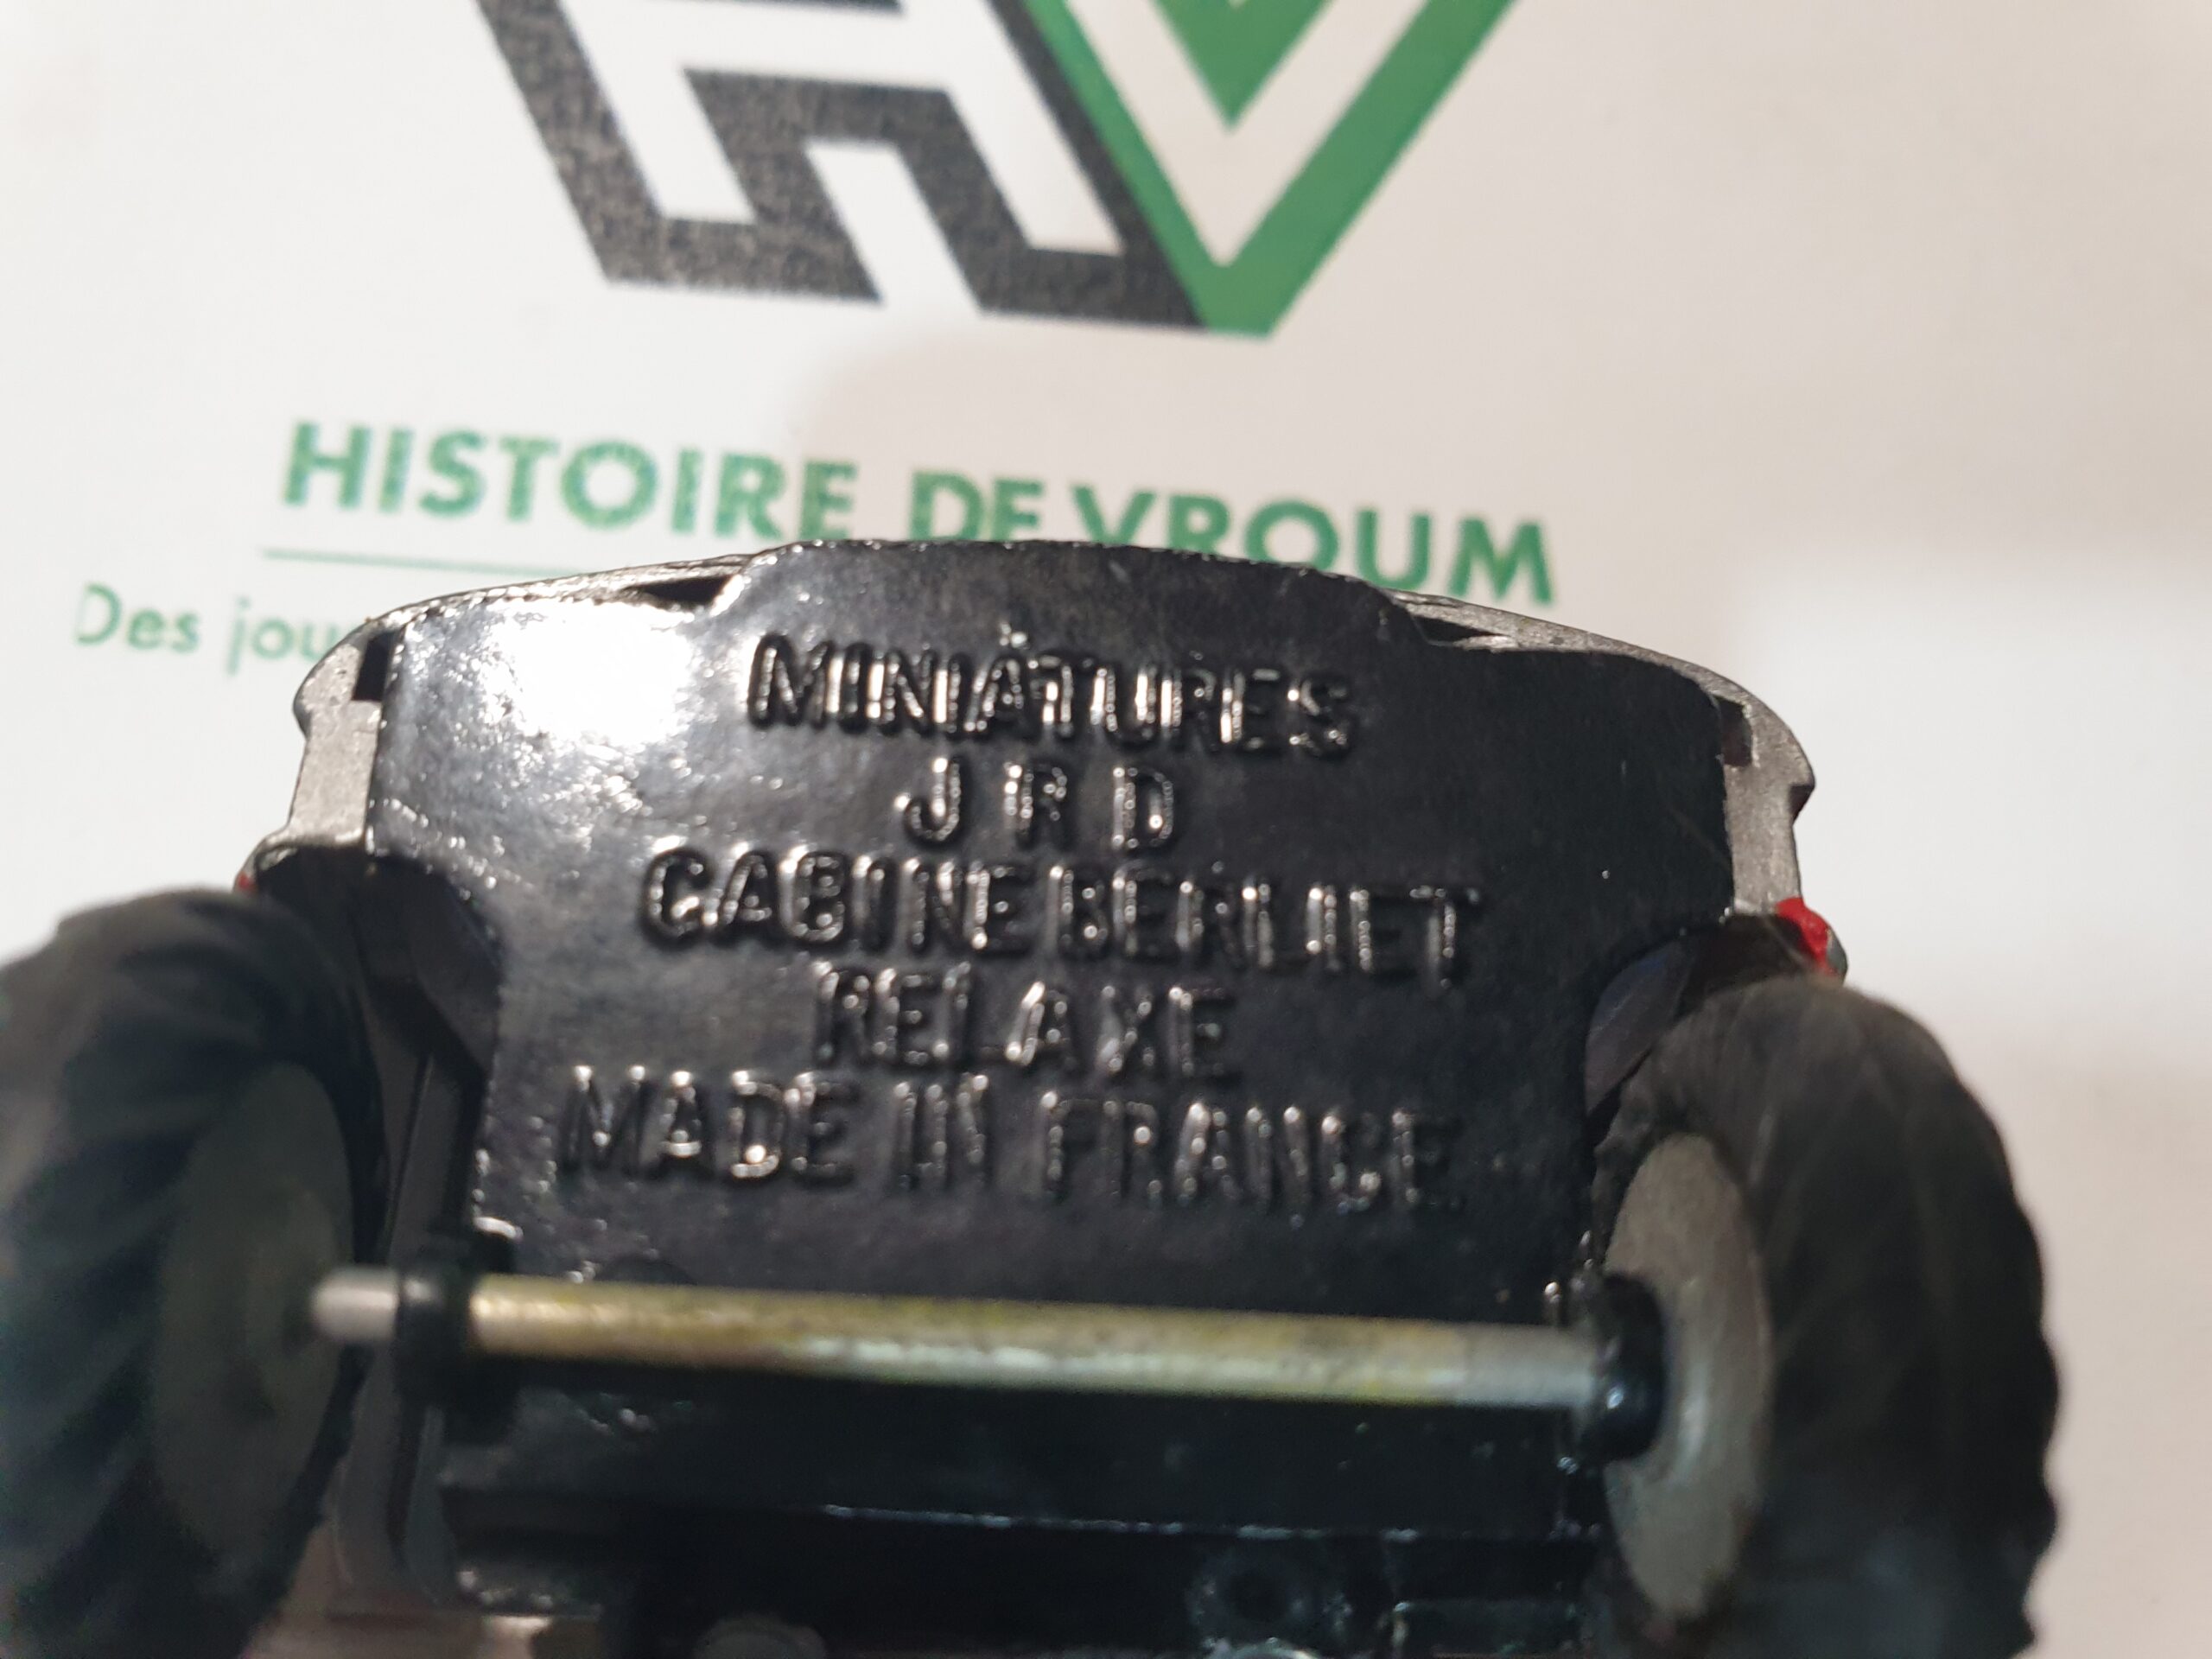 HISTOIRE DE VROUM
Des jou
MINIATURES
J R D
CABINE BERLIET
RELAXE
MADE IN FRANCE